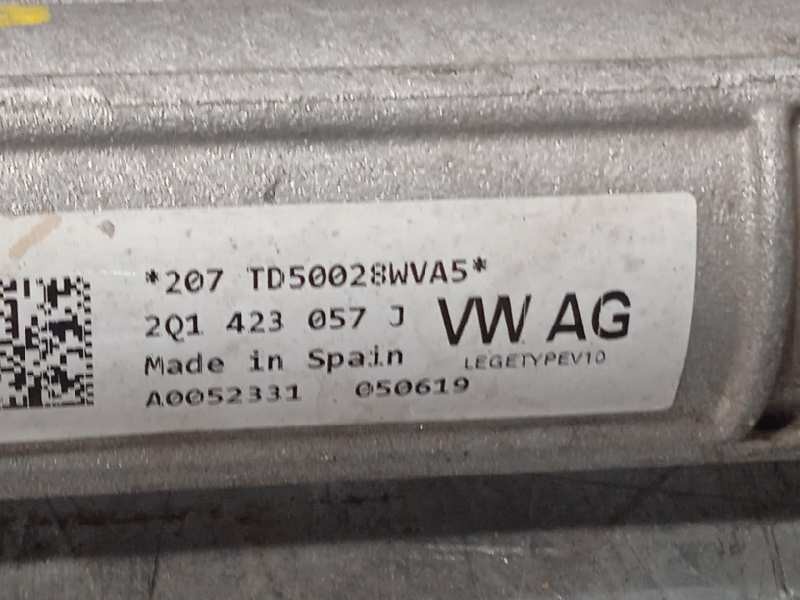 *207 TD50028WVA5*
2Q1 423 057 J
VW AG
Made in Spain
LEGETYPEV10
A0052331 050619